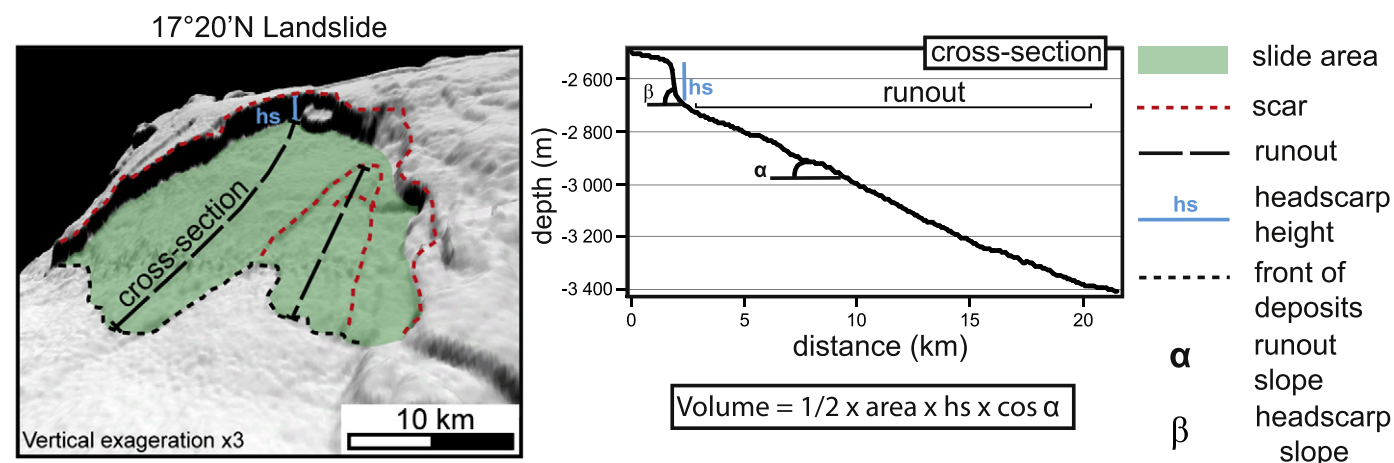 17°20'N Landslide
hs
cross-section
Vertical exageration x3
10 km
cross-section
-2 600
-2 800
-3 000
-3 200
-3 400
depth (m)
β
hs
runout
α
0 5 10 15 20
distance (km)
Volume = 1/2 x area x hs x cos α
slide area
scar
runout
hs
headscarp
height
front of
deposits
α
runout
slope
β
headscarp
slope